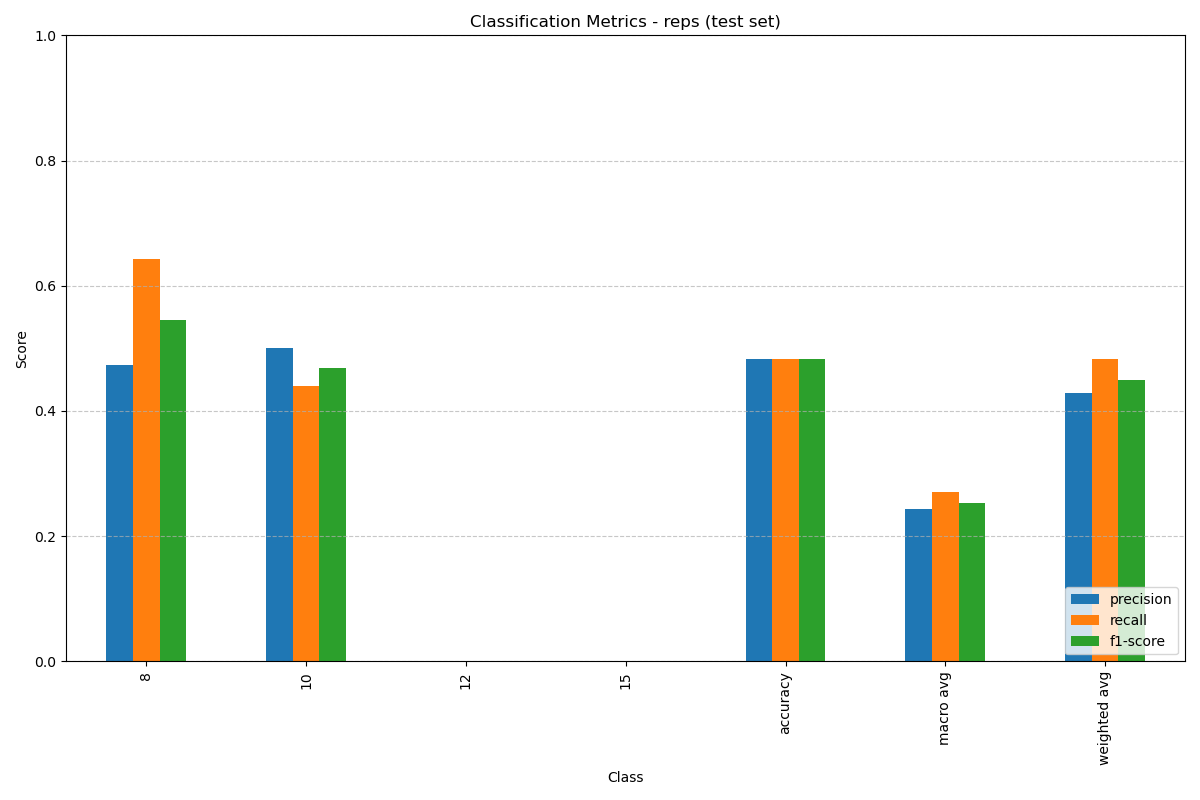 Classification Metrics - reps (test set)
1.0
0.8
0.6
0.4
0.2
0.0
Score
8
10
12
15
accuracy
macro avg
weighted avg
Class
precision
recall
f1-score